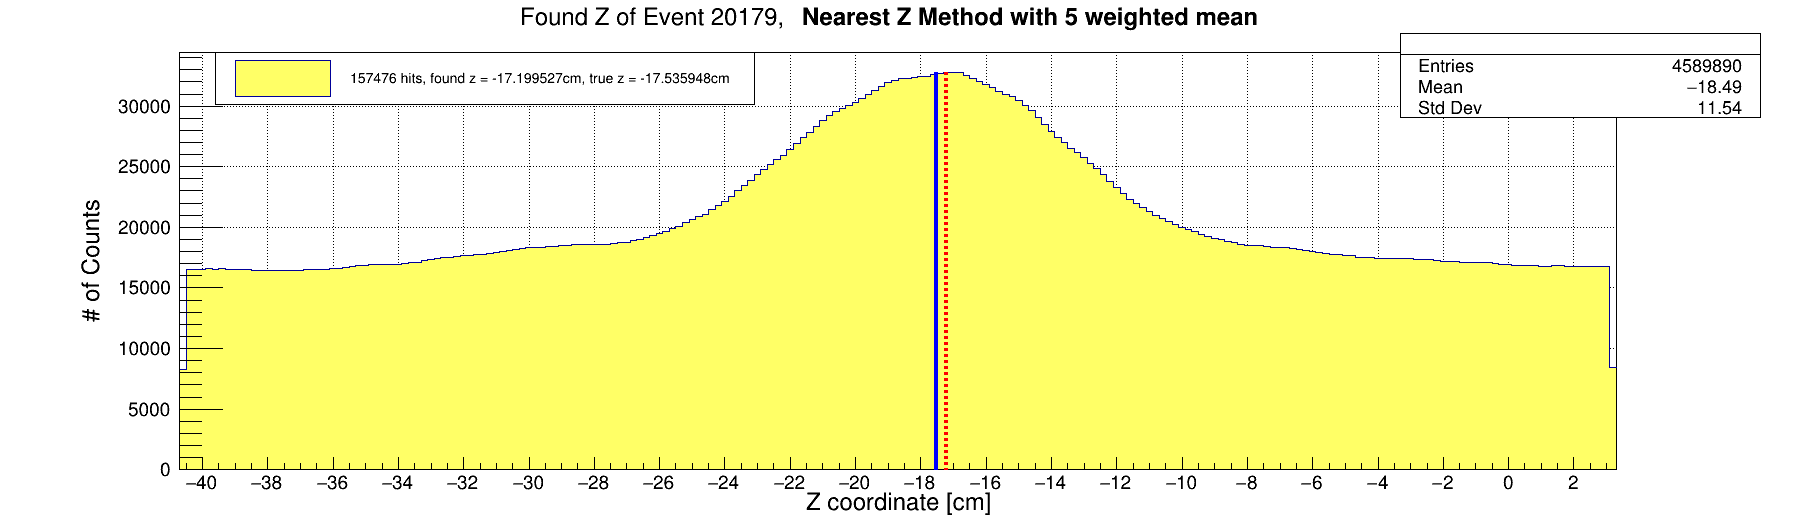 Found Z of Event 20179, Nearest Z Method with 5 weighted mean
157476 hits, found z = -17.199527cm, true z = -17.535948cm
Entries 4589890
Mean −18.49
Std Dev 11.54
# of Counts
30000
25000
20000
15000
10000
5000
0
−40 −38 −36 −34 −32 −30 −28 −26 −24 −22 −20 −18 −16 −14 −12 −10 −8 −6 −4 −2 0 2
Z coordinate [cm]